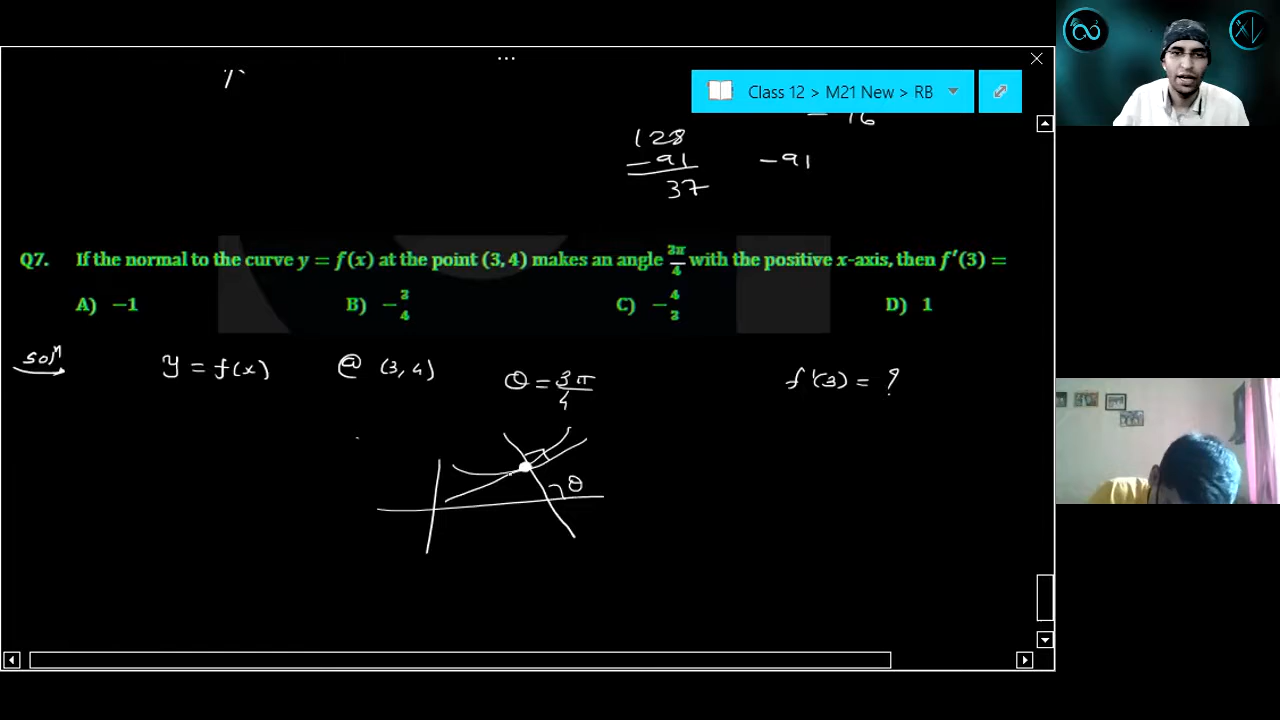 ...
Class 12 > M21 New > RB
128
- 91
- 91
37
Q7. If the normal to the curve y = f(x) at the point (3, 4) makes an angle 3π/4 with the positive x-axis, then f′(3) =
A) −1 B) −3/4 C) −4/3 D) 1
solⁿ y = f(x) @ (3, 4) θ = 3π/4 f'(3) = ?
θ